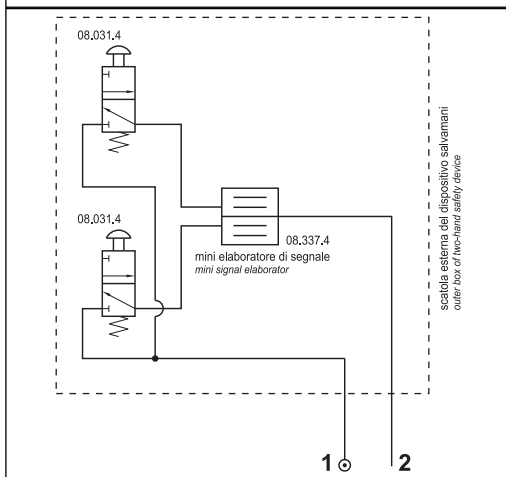 08.031.4
08.031.4
08.337.4
mini elaboratore di segnale
mini signal elaborator
scatola esterna del dispositivo salvamani
outer box of two-hand safety device
1
2